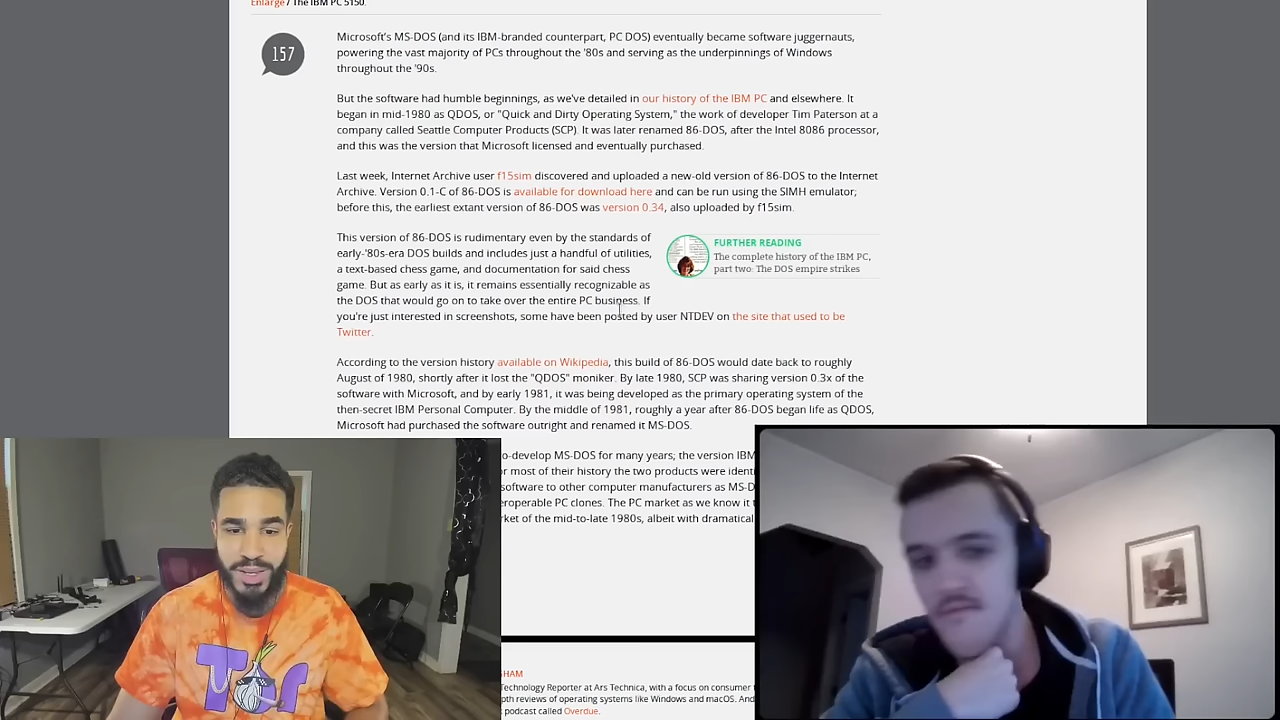 Enlarge / The IBM PC 5150.
157
Microsoft's MS-DOS (and its IBM-branded counterpart, PC DOS) eventually became software juggernauts,
powering the vast majority of PCs throughout the '80s and serving as the underpinnings of Windows
throughout the '90s.
But the software had humble beginnings, as we've detailed in our history of the IBM PC and elsewhere. It
began in mid-1980 as QDOS, or "Quick and Dirty Operating System," the work of developer Tim Paterson at a
company called Seattle Computer Products (SCP). It was later renamed 86-DOS, after the Intel 8086 processor,
and this was the version that Microsoft licensed and eventually purchased.
Last week, Internet Archive user f15sim discovered and uploaded a new-old version of 86-DOS to the Internet
Archive. Version 0.1-C of 86-DOS is available for download here and can be run using the SIMH emulator;
before this, the earliest extant version of 86-DOS was version 0.34, also uploaded by f15sim.
This version of 86-DOS is rudimentary even by the standards of
early-'80s-era DOS builds and includes just a handful of utilities,
a text-based chess game, and documentation for said chess
game. But as early as it is, it remains essentially recognizable as
the DOS that would go on to take over the entire PC business. If
you're just interested in screenshots, some have been posted by user NTDEV on the site that used to be
Twitter.
FURTHER READING
The complete history of the IBM PC,
part two: The DOS empire strikes
According to the version history available on Wikipedia, this build of 86-DOS would date back to roughly
August of 1980, shortly after it lost the "QDOS" moniker. By late 1980, SCP was sharing version 0.3x of the
software with Microsoft, and by early 1981, it was being developed as the primary operating system of the
then-secret IBM Personal Computer. By the middle of 1981, roughly a year after 86-DOS began life as QDOS,
Microsoft had purchased the software outright and renamed it MS-DOS.
o-develop MS-DOS for many years; the version IBM
r most of their history the two products were identi
software to other computer manufacturers as MS-D
eroperable PC clones. The PC market as we know it t
ket of the mid-to-late 1980s, albeit with dramatical
HAM
Technology Reporter at Ars Technica, with a focus on consumer t
pth reviews of operating systems like Windows and macOS. And
podcast called Overdue.
Tor